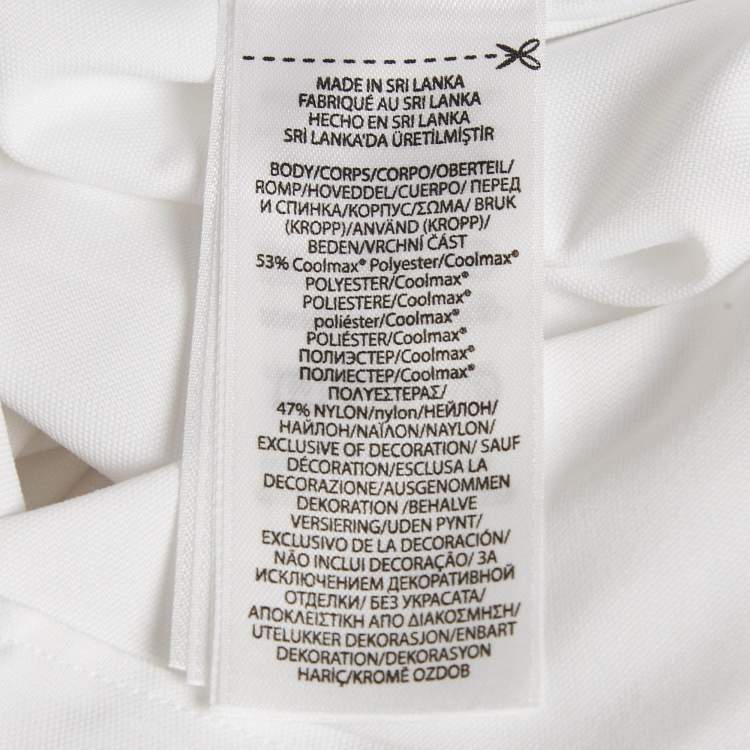 MADE IN SRI LANKA
FABRIQUÉ AU SRI LANKA
HECHO EN SRI LANKA
SRİ LANKA'DA ÜRETİLMİŞTİR
BODY/CORPS/CORPO/OBERTEIL/
ROMP/HOVEDDEL/CUERPO/ ПЕРЕД
И СПИНКА/КОРПУС/ΣΩΜΑ/ BRUK
(KROPP)/ANVÄND (KROPP)/
BEDEN/VRCHNÍ ČÁST
53% Coolmax® Polyester/Coolmax®
POLYESTER/Coolmax®
POLIESTERE/Coolmax®
poliéster/Coolmax®
POLIÉSTER/Coolmax®
ПОЛИЭСТЕР/Coolmax®
ПОЛИЕСТЕР/Coolmax®
ΠΟΛΥΕΣΤΕΡΑΣ/
47% NYLON/nylon/НЕЙЛОН/
НАЙЛОН/ΝΑΪΛΟΝ/NAYLON/
EXCLUSIVE OF DECORATION/ SAUF
DÉCORATION/ESCLUSA LA
DECORAZIONE/AUSGENOMMEN
DEKORATION /BEHALVE
VERSIERING/UDEN PYNT/
EXCLUSIVO DE LA DECORACIÓN/
NÃO INCLUI DECORAÇÃO/ ЗА
ИСКЛЮЧЕНИЕМ ДЕКОРАТИВНОЙ
ОТДЕЛКИ/ БЕЗ УКРАСАТА/
ΑΠΟΚΛΕΙΣΤΙΚΗ ΑΠΟ ΔΙΑΚΟΣΜΗΣΗ/
UTELUKKER DEKORASJON/ENBART
DEKORATION/DEKORASYON
HARİÇ/KROMĚ OZDOB